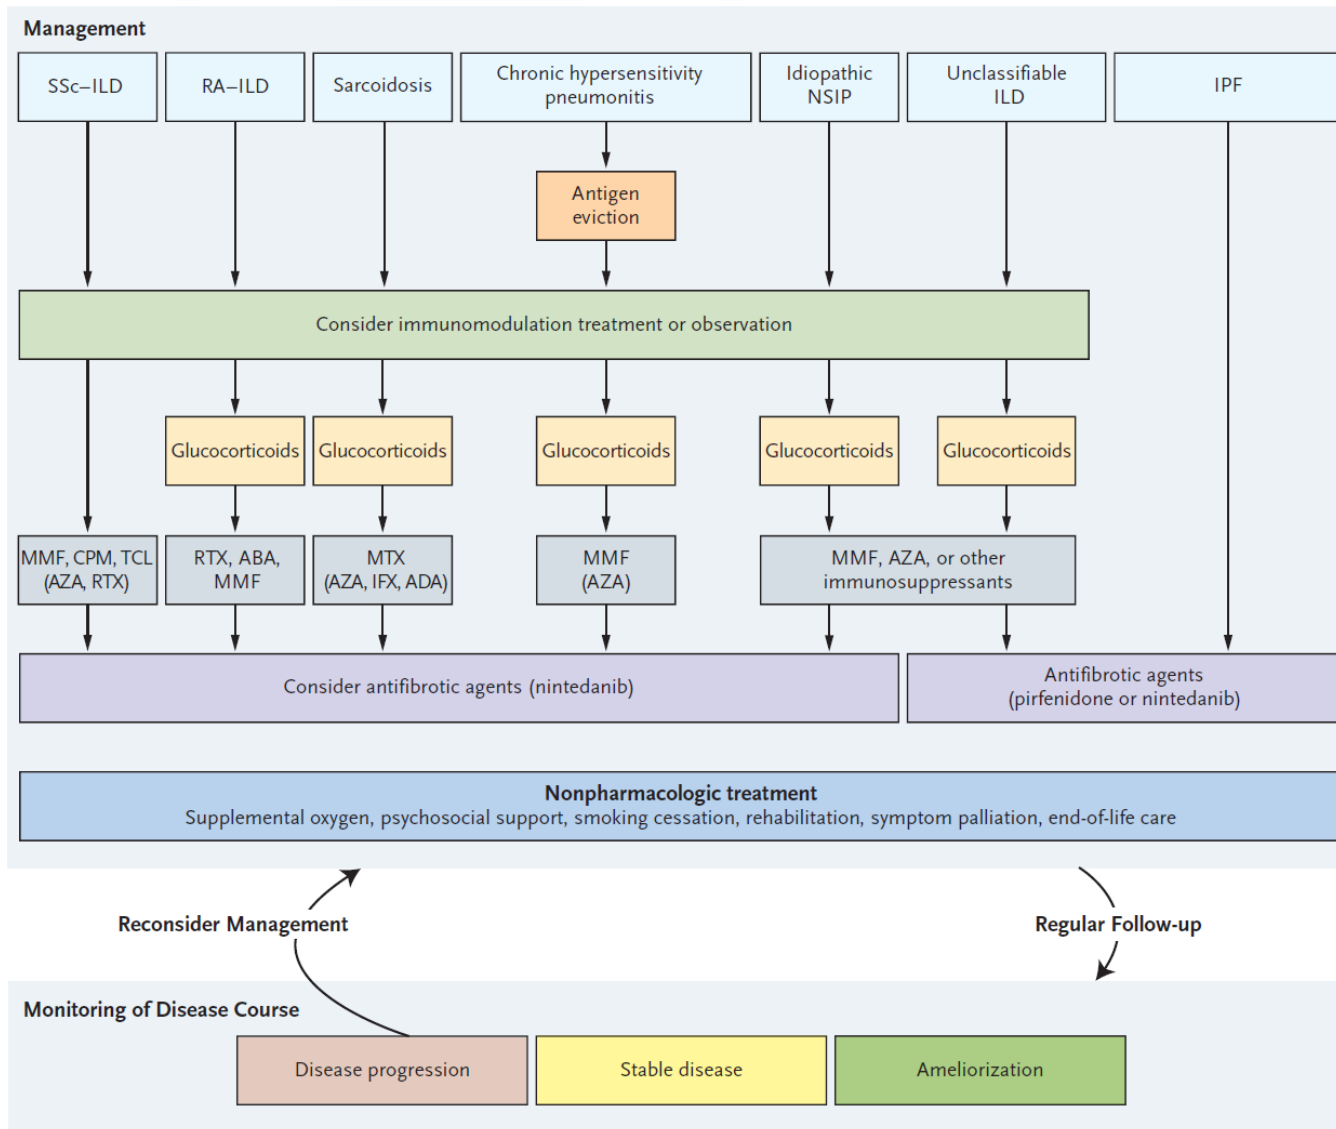 Management
SSc–ILD
RA–ILD
Sarcoidosis
Chronic hypersensitivity
pneumonitis
Idiopathic
NSIP
Unclassifiable
ILD
IPF
Antigen
eviction
Consider immunomodulation treatment or observation
Glucocorticoids
Glucocorticoids
Glucocorticoids
Glucocorticoids
Glucocorticoids
MMF, CPM, TCL
(AZA, RTX)
RTX, ABA,
MMF
MTX
(AZA, IFX, ADA)
MMF
(AZA)
MMF, AZA, or other
immunosuppressants
Consider antifibrotic agents (nintedanib)
Antifibrotic agents
(pirfenidone or nintedanib)
Nonpharmacologic treatment
Supplemental oxygen, psychosocial support, smoking cessation, rehabilitation, symptom palliation, end-of-life care
Reconsider Management
Regular Follow-up
Monitoring of Disease Course
Disease progression
Stable disease
Ameliorization